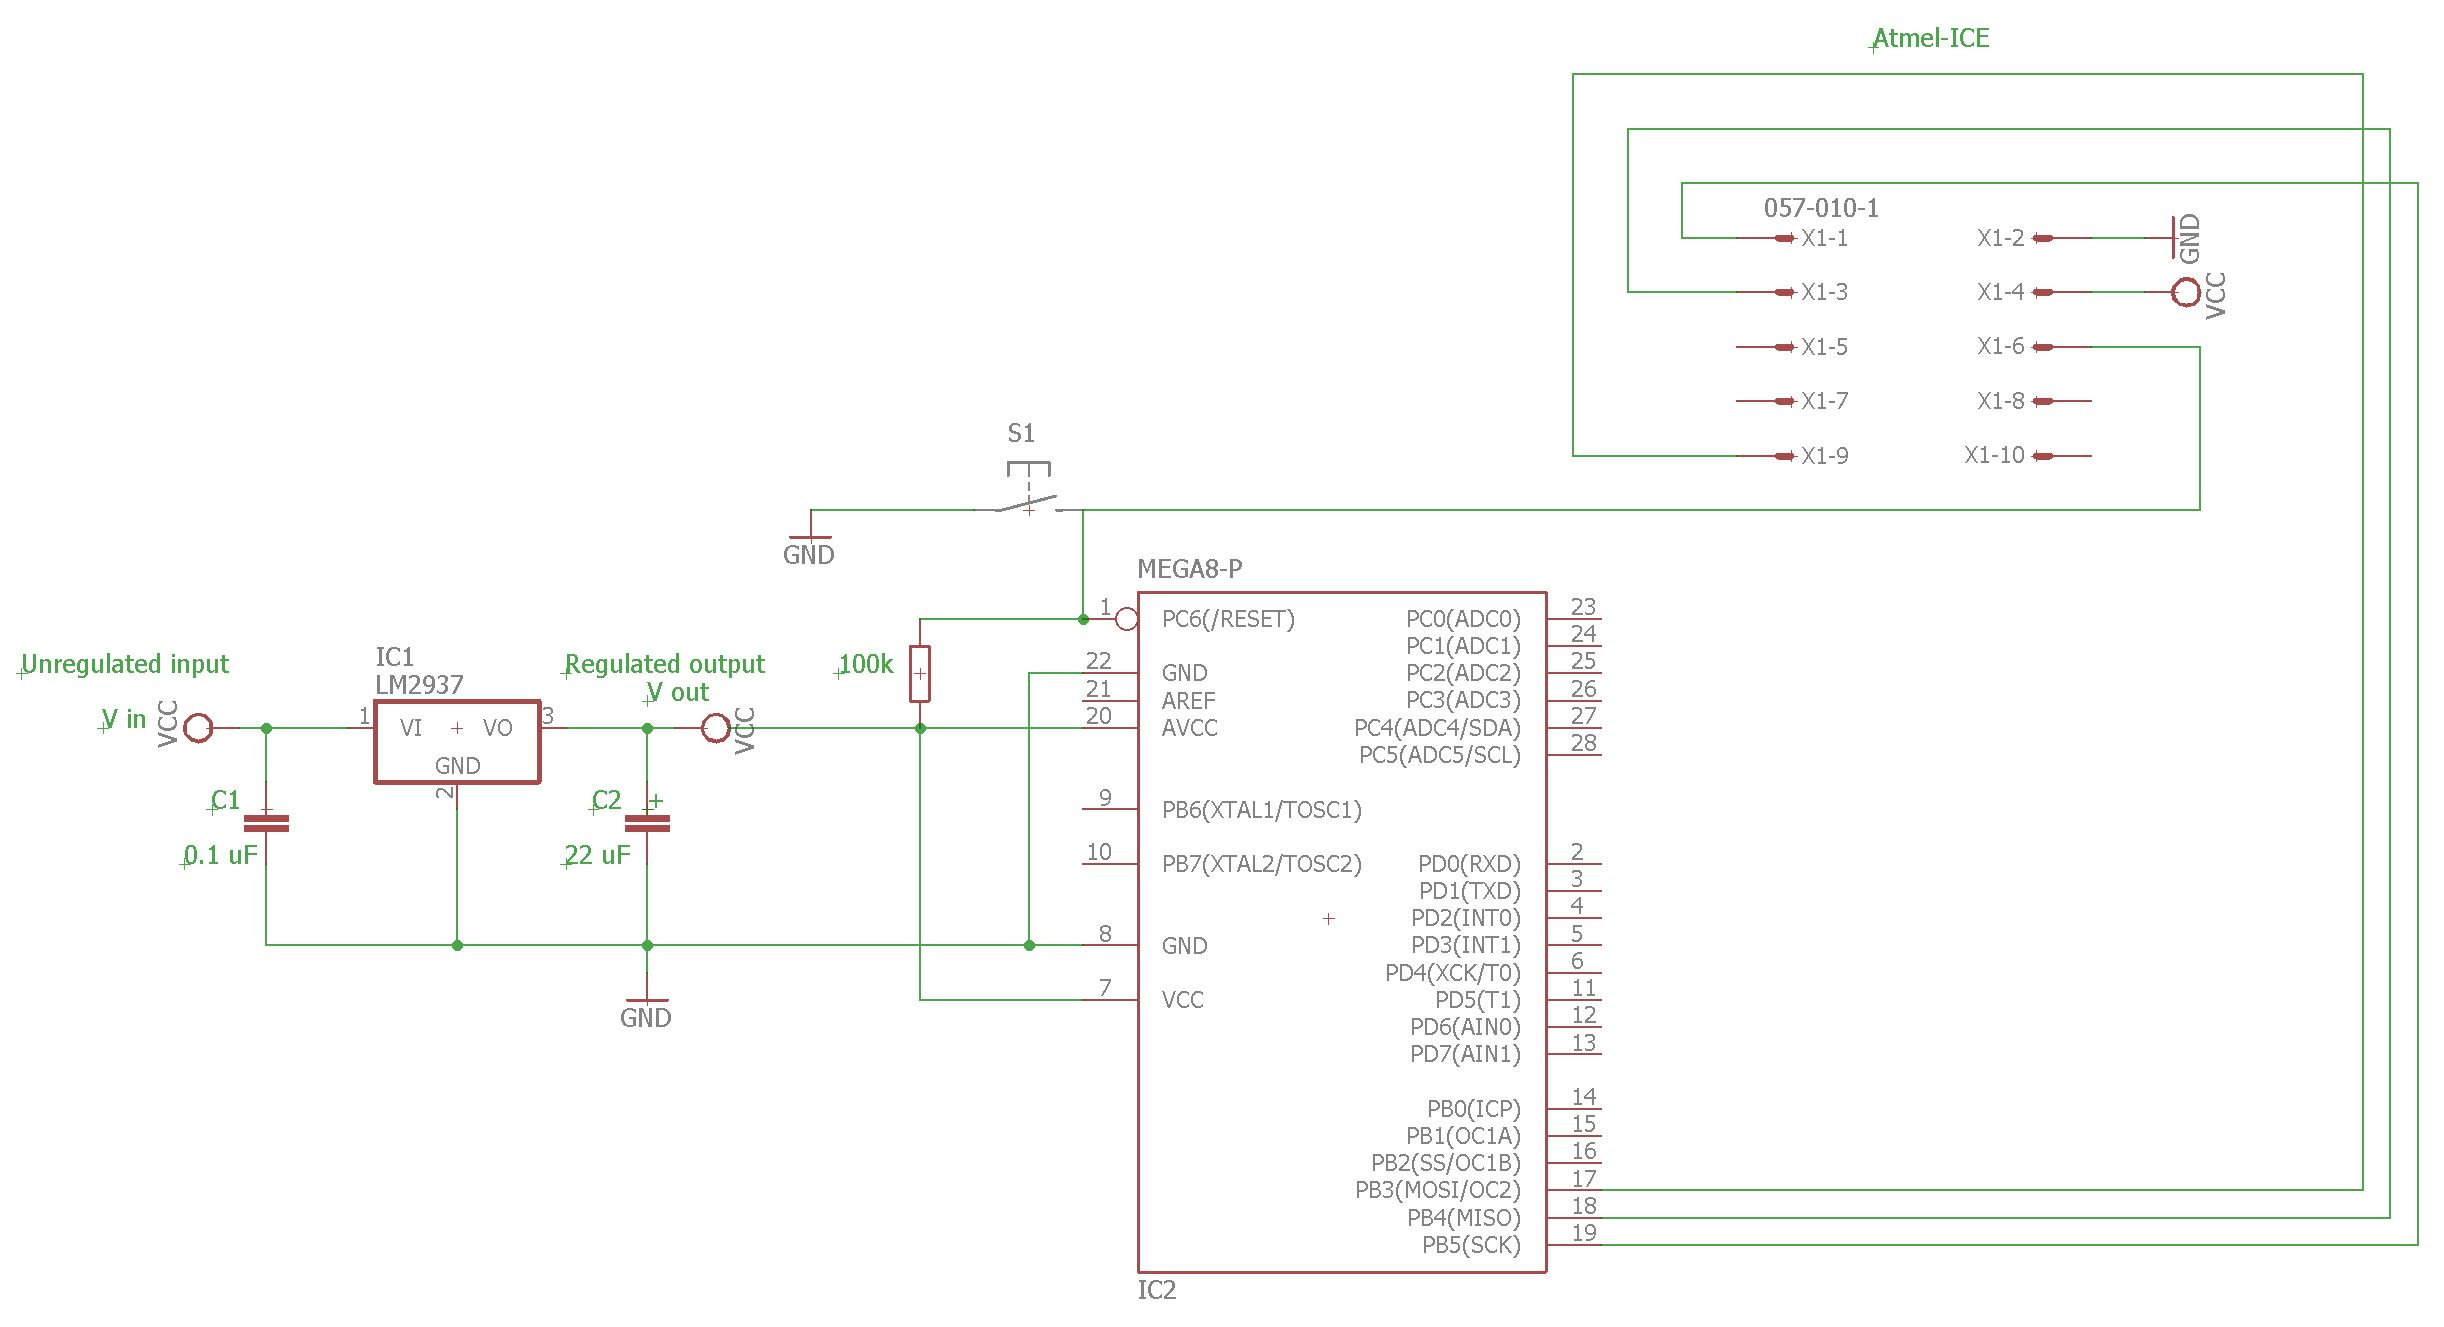 Atmel-ICE
057-010-1
X1-1
X1-2
GND
X1-3
X1-4
VCC
X1-5
X1-6
X1-7
X1-8
X1-9
X1-10
S1
GND
MEGA8-P
1
PC6(/RESET)
PC0(ADC0)
23
PC1(ADC1)
24
22
GND
PC2(ADC2)
25
21
AREF
PC3(ADC3)
26
20
AVCC
PC4(ADC4/SDA)
27
PC5(ADC5/SCL)
28
Unregulated input
IC1
LM2937
Regulated output
V out
100k
V in
VCC
1
VI
VO
3
VCC
GND
2
C1
0.1 uF
C2
+
22 uF
9
PB6(XTAL1/TOSC1)
10
PB7(XTAL2/TOSC2)
PD0(RXD)
2
PD1(TXD)
3
PD2(INT0)
4
8
GND
PD3(INT1)
5
PD4(XCK/T0)
6
7
VCC
PD5(T1)
11
PD6(AIN0)
12
PD7(AIN1)
13
GND
PB0(ICP)
14
PB1(OC1A)
15
PB2(SS/OC1B)
16
PB3(MOSI/OC2)
17
PB4(MISO)
18
PB5(SCK)
19
IC2